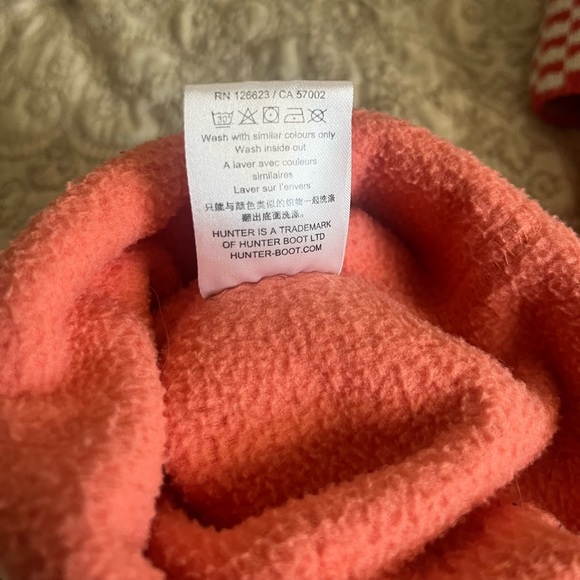 RN 126623 / CA 57002
30
Wash with similar colours only
Wash inside out
A laver avec couleurs
similaires
Laver sur l'envers
只能与颜色类似的织物一起洗涤
翻出底面洗涤.
HUNTER IS A TRADEMARK
OF HUNTER BOOT LTD
HUNTER-BOOT.COM